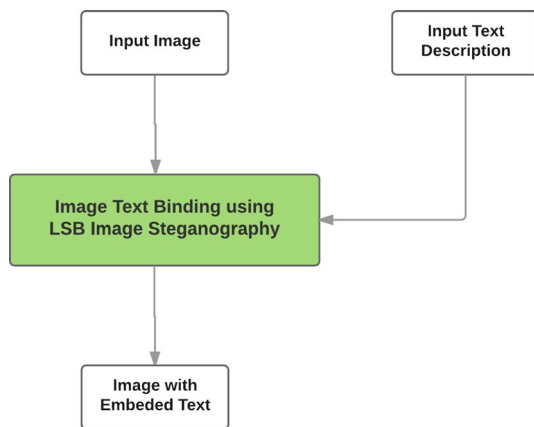 Input Image
Input Text
Description
Image Text Binding using
LSB Image Steganography
Image with
Embeded Text